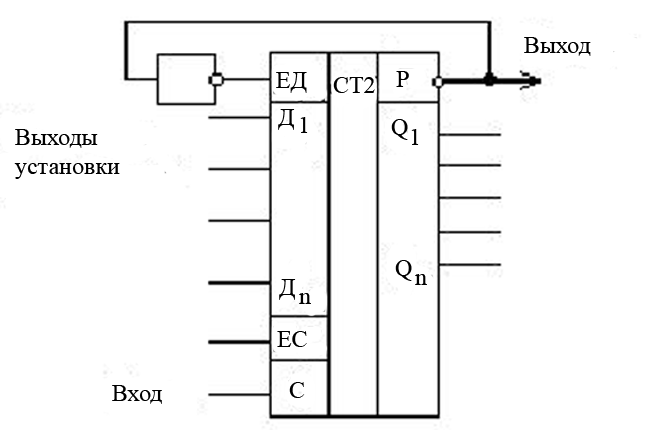 Выход
ЕД СТ2 Р
Д1
Q1
Выходы
установки
Qn
Дn
ЕС
Вход
С